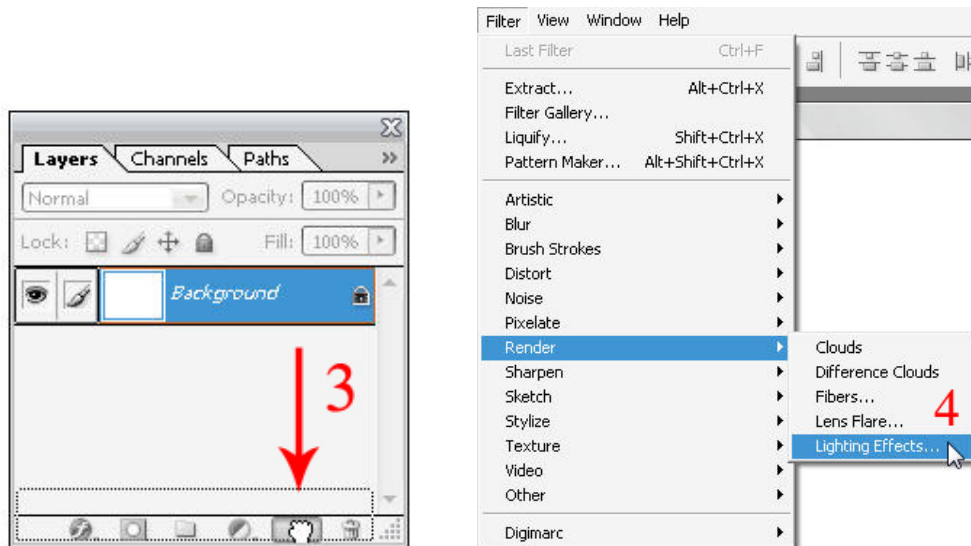 Layers Channels Paths
Normal Opacity: 100%
Lock: Fill: 100%
Background
3
Filter View Window Help
Last Filter Ctrl+F
Extract... Alt+Ctrl+X
Filter Gallery...
Liquify... Shift+Ctrl+X
Pattern Maker... Alt+Shift+Ctrl+X
Artistic
Blur
Brush Strokes
Distort
Noise
Pixelate
Render
Sharpen
Sketch
Stylize
Texture
Video
Other
Digimarc
Clouds
Difference Clouds
Fibers...
Lens Flare...
4
Lighting Effects...